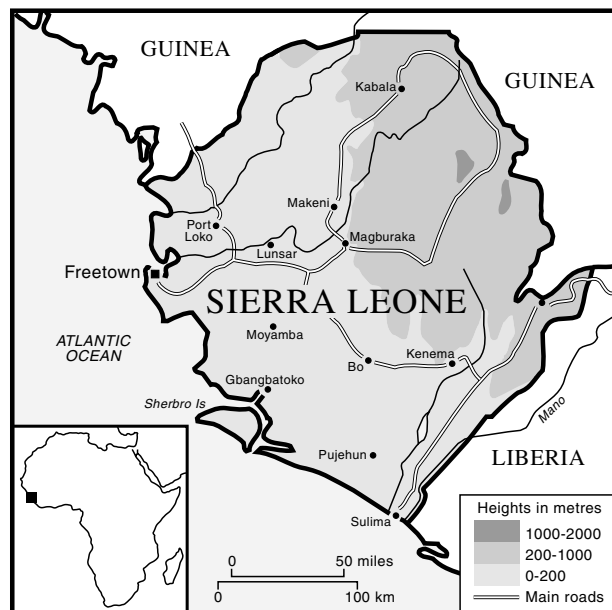 GUINEA
GUINEA
Kabala
Makeni
Port
Loko
Magburaka
Lunsar
Freetown
SIERRA LEONE
ATLANTIC
OCEAN
Moyamba
Bo
Kenema
Gbangbatoko
Sherbro Is
Mano
Pujehun
LIBERIA
Sulima
Heights in metres
1000-2000
200-1000
0-200
Main roads
0 50 miles
0 100 km